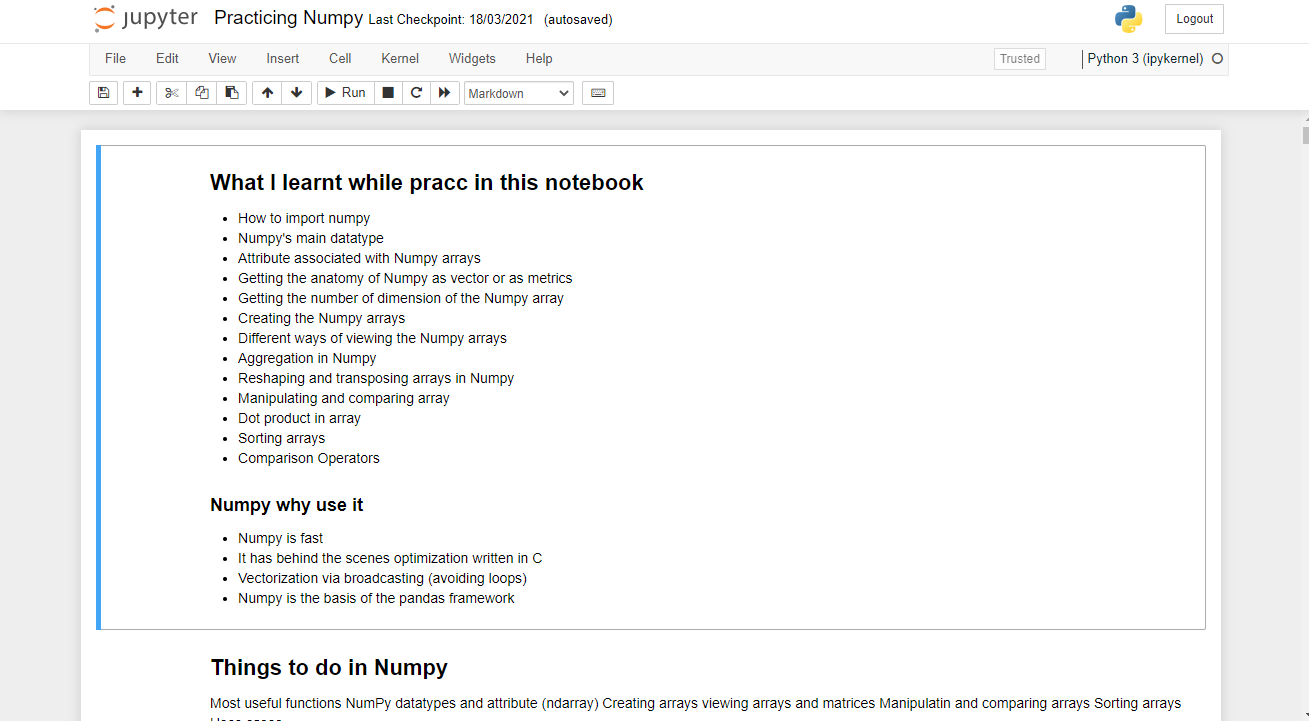 jupyter Practicing Numpy Last Checkpoint: 18/03/2021 (autosaved) Logout
File Edit View Insert Cell Kernel Widgets Help Trusted Python 3 (ipykernel)
Run Markdown
What I learnt while pracc in this notebook
How to import numpy
Numpy's main datatype
Attribute associated with Numpy arrays
Getting the anatomy of Numpy as vector or as metrics
Getting the number of dimension of the Numpy array
Creating the Numpy arrays
Different ways of viewing the Numpy arrays
Aggregation in Numpy
Reshaping and transposing arrays in Numpy
Manipulating and comparing array
Dot product in array
Sorting arrays
Comparison Operators
Numpy why use it
Numpy is fast
It has behind the scenes optimization written in C
Vectorization via broadcasting (avoiding loops)
Numpy is the basis of the pandas framework
Things to do in Numpy
Most useful functions NumPy datatypes and attribute (ndarray) Creating arrays viewing arrays and matrices Manipulatin and comparing arrays Sorting arrays